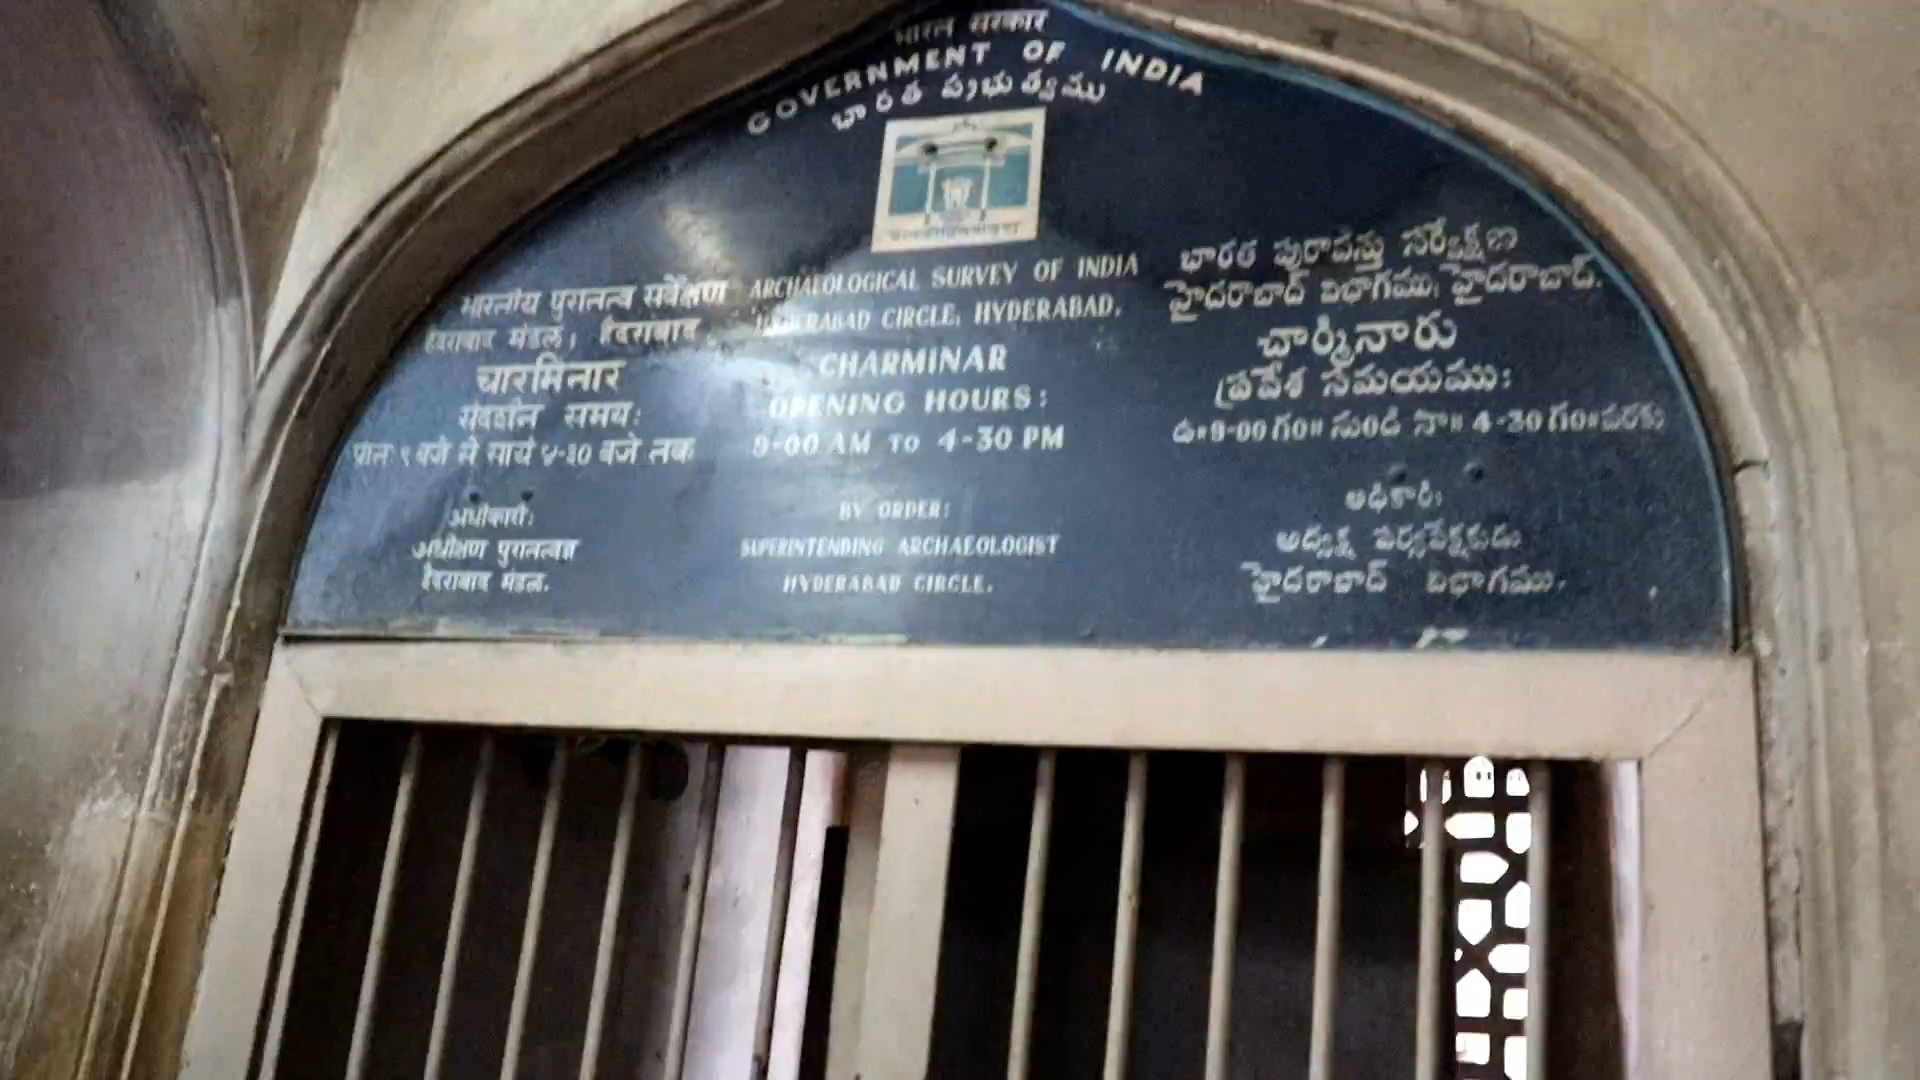 भारत सरकार
GOVERNMENT OF INDIA
భారత ప్రభుత్వము
भारतीय पुरातत्व सर्वेक्षण
हैदराबाद मंडल, हैदराबाद.
चारमिनार
संदर्शन समय:
प्रातः ९ बजे से सायं ४-३० बजे तक
अधीकारी:
अधीक्षण पुरातत्वज्ञ
हैदराबाद मंडल.
ARCHAEOLOGICAL SURVEY OF INDIA
HYDERABAD CIRCLE, HYDERABAD.
CHARMINAR
OPENING HOURS:
9-00 AM TO 4-30 PM
BY ORDER:
SUPERINTENDING ARCHAEOLOGIST
HYDERABAD CIRCLE.
భారత పురావస్తు సర్వేక్షణ
హైదరాబాద్ విభాగము, హైదరాబాద్.
చార్మినారు
ప్రవేశ సమయము:
ఉ॥ 9-00 గం॥ నుండి సా॥ 4-30 గం॥ వరకు
అధికారి:
అధ్యక్ష పర్యవేక్షకుడు
హైదరాబాద్ విభాగము.